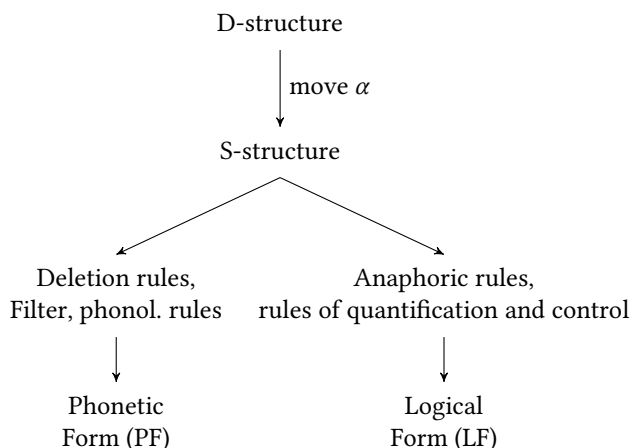 D-structure
move α
S-structure
Deletion rules,
Filter, phonol. rules
Anaphoric rules,
rules of quantification and control
Phonetic
Form (PF)
Logical
Form (LF)